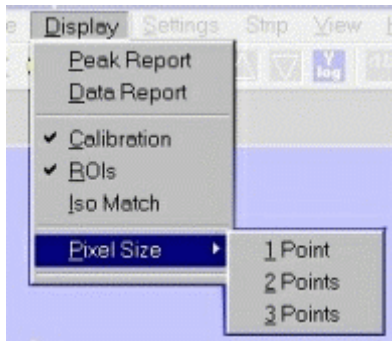 Display Settings Strip View
Y
log
Peak Report
Data Report
Calibration
ROIs
Iso Match
Pixel Size
1 Point
2 Points
3 Points